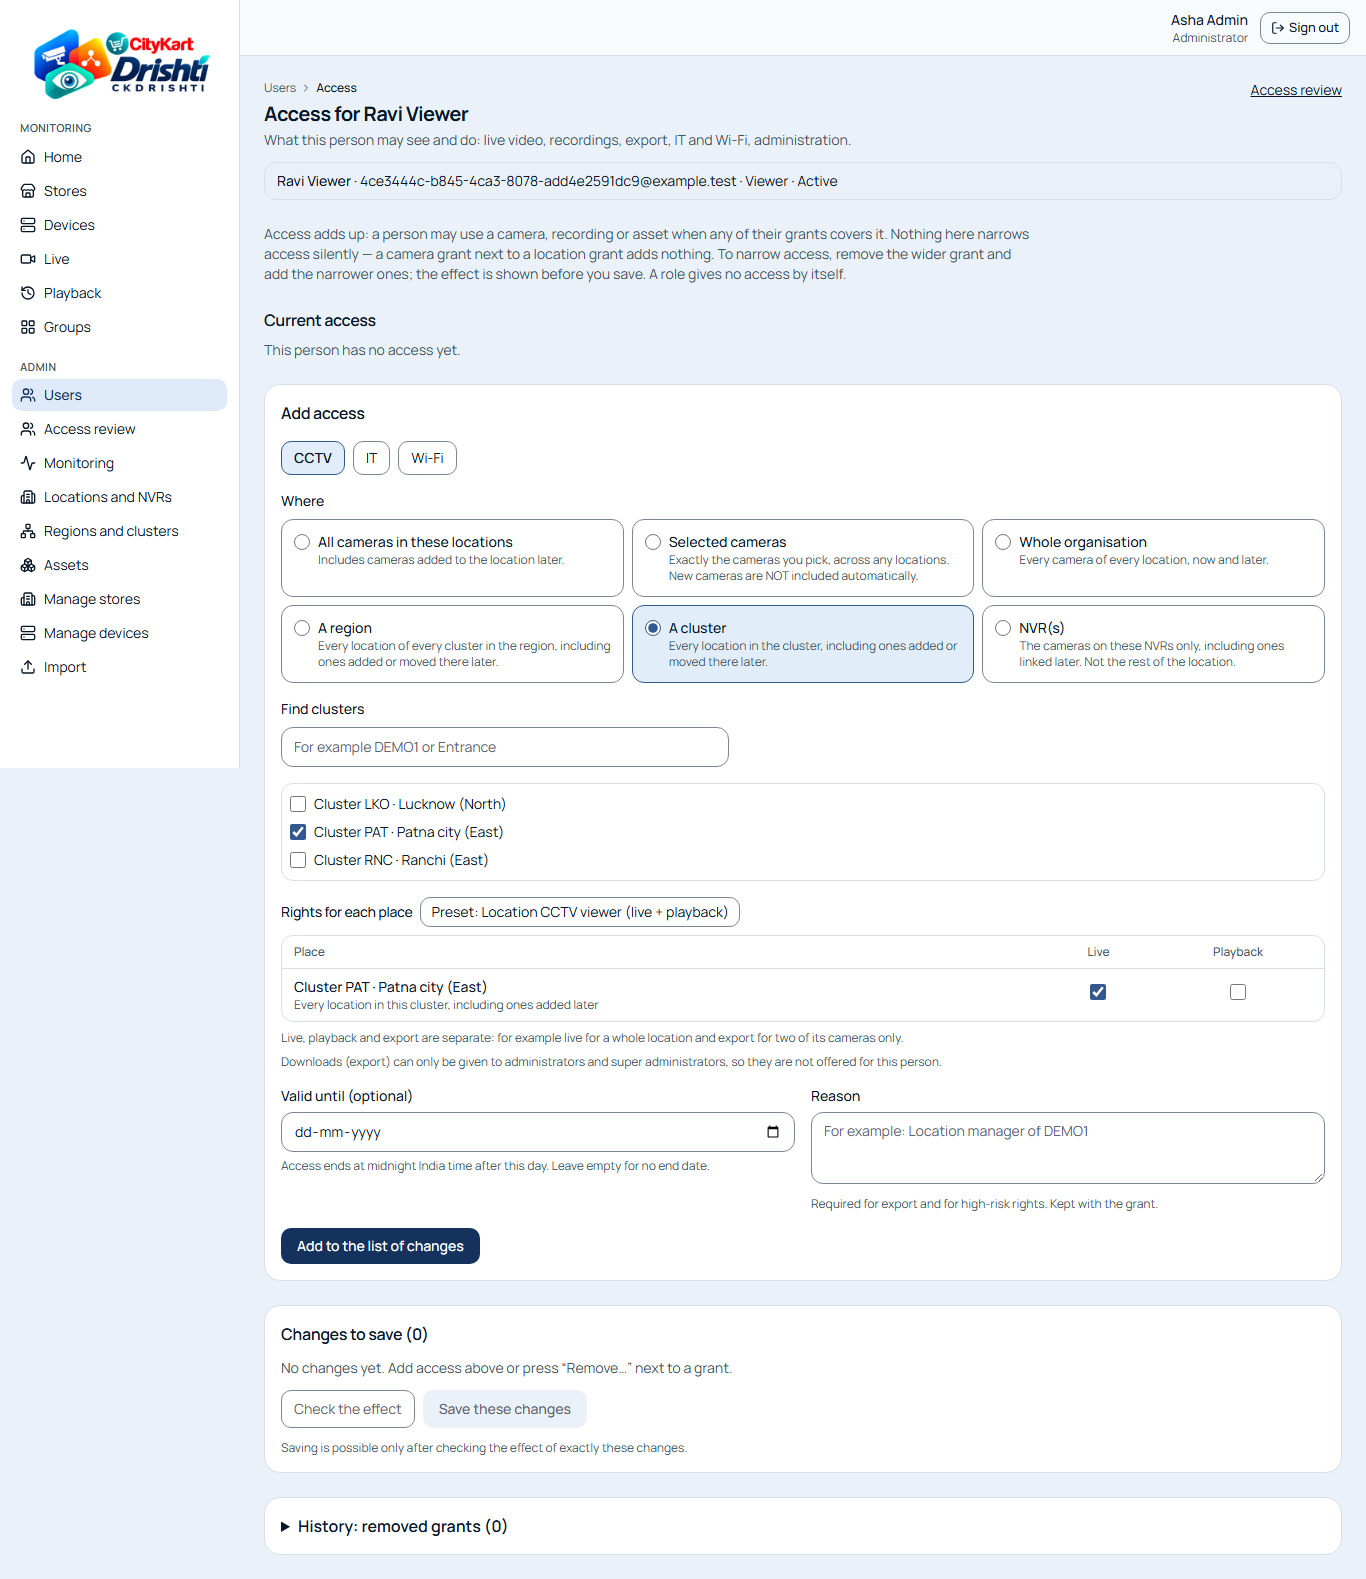 CityKart
Drishti
CKDRISHTI
MONITORING
Home
Stores
Devices
Live
Playback
Groups
ADMIN
Users
Access review
Monitoring
Locations and NVRs
Regions and clusters
Assets
Manage stores
Manage devices
Import
Asha Admin
Administrator
Sign out
Users > Access
Access review
Access for Ravi Viewer
What this person may see and do: live video, recordings, export, IT and Wi-Fi, administration.
Ravi Viewer · 4ce3444c-b845-4ca3-8078-add4e2591dc9@example.test · Viewer · Active
Access adds up: a person may use a camera, recording or asset when any of their grants covers it. Nothing here narrows
access silently — a camera grant next to a location grant adds nothing. To narrow access, remove the wider grant and
add the narrower ones; the effect is shown before you save. A role gives no access by itself.
Current access
This person has no access yet.
Add access
CCTV
IT
Wi-Fi
Where
All cameras in these locations
Includes cameras added to the location later.
Selected cameras
Exactly the cameras you pick, across any locations.
New cameras are NOT included automatically.
Whole organisation
Every camera of every location, now and later.
A region
Every location of every cluster in the region, including
ones added or moved there later.
A cluster
Every location in the cluster, including ones added or
moved there later.
NVR(s)
The cameras on these NVRs only, including ones
linked later. Not the rest of the location.
Find clusters
For example DEMO1 or Entrance
Cluster LKO · Lucknow (North)
Cluster PAT · Patna city (East)
Cluster RNC · Ranchi (East)
Rights for each place
Preset: Location CCTV viewer (live + playback)
Place
Live
Playback
Cluster PAT · Patna city (East)
Every location in this cluster, including ones added later
Live, playback and export are separate: for example live for a whole location and export for two of its cameras only.
Downloads (export) can only be given to administrators and super administrators, so they are not offered for this person.
Valid until (optional)
dd-mm-yyyy
Access ends at midnight India time after this day. Leave empty for no end date.
Reason
For example: Location manager of DEMO1
Required for export and for high-risk rights. Kept with the grant.
Add to the list of changes
Changes to save (0)
No changes yet. Add access above or press “Remove…” next to a grant.
Check the effect
Save these changes
Saving is possible only after checking the effect of exactly these changes.
History: removed grants (0)